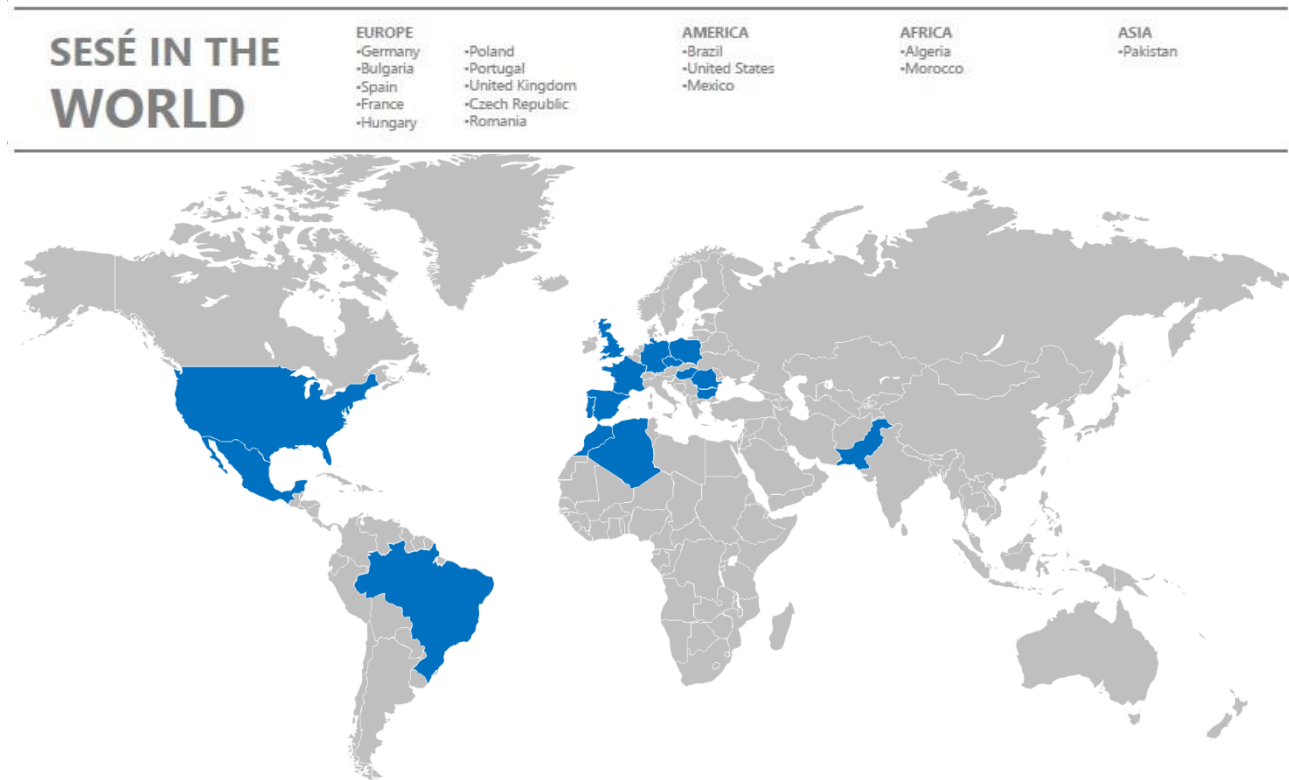 SESÉ IN THE
WORLD
EUROPE
•Germany
•Bulgaria
•Spain
•France
•Hungary
•Poland
•Portugal
•United Kingdom
•Czech Republic
•Romania
AMERICA
•Brazil
•United States
•Mexico
AFRICA
•Algeria
•Morocco
ASIA
•Pakistan